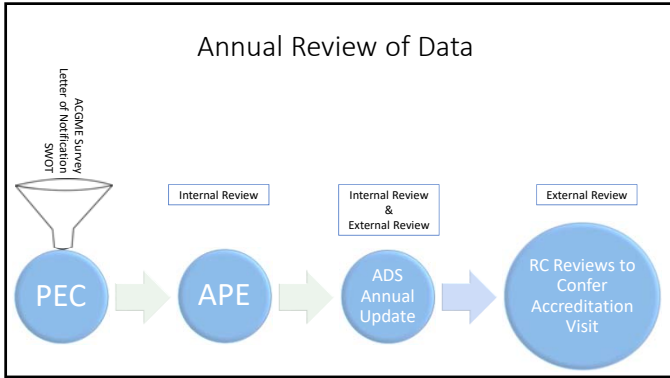 Annual Review of Data
ACGME Survey
Letter of Notification
SWOT
Internal Review
Internal Review
&
External Review
External Review
PEC
APE
ADS
Annual
Update
RC Reviews to
Confer
Accreditation
Visit